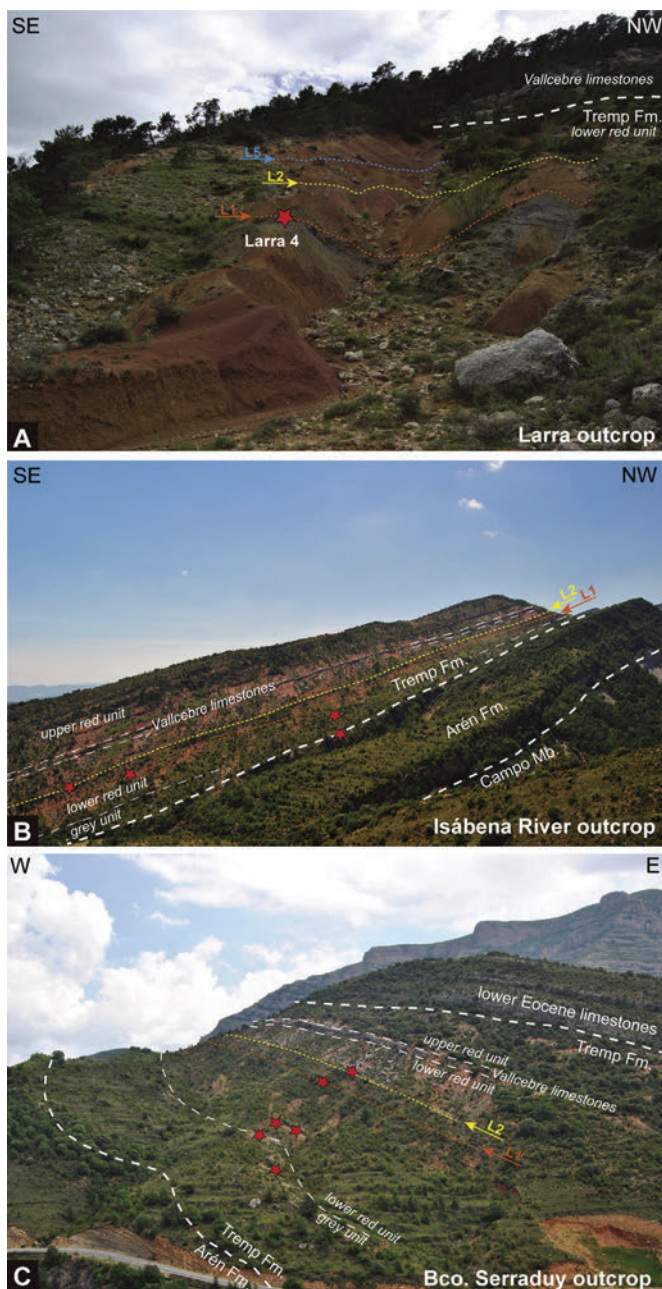 SE
NW
Vallcebre limestones
Tremp Fm.
lower red unit
L5
L2
L1
Larra 4
A
Larra outcrop
SE
NW
L2
L1
Tremp Fm.
Vallcebre limestones
upper red unit
Arén Fm.
Campo Mb.
lower red unit
grey unit
B
Isábena River outcrop
W
E
lower Eocene limestones
Tremp Fm.
upper red unit
Vallcebre limestones
lower red unit
L2
L1
lower red unit
grey unit
Tremp Fm.
Arén Fm.
C
Bco. Serraduy outcrop